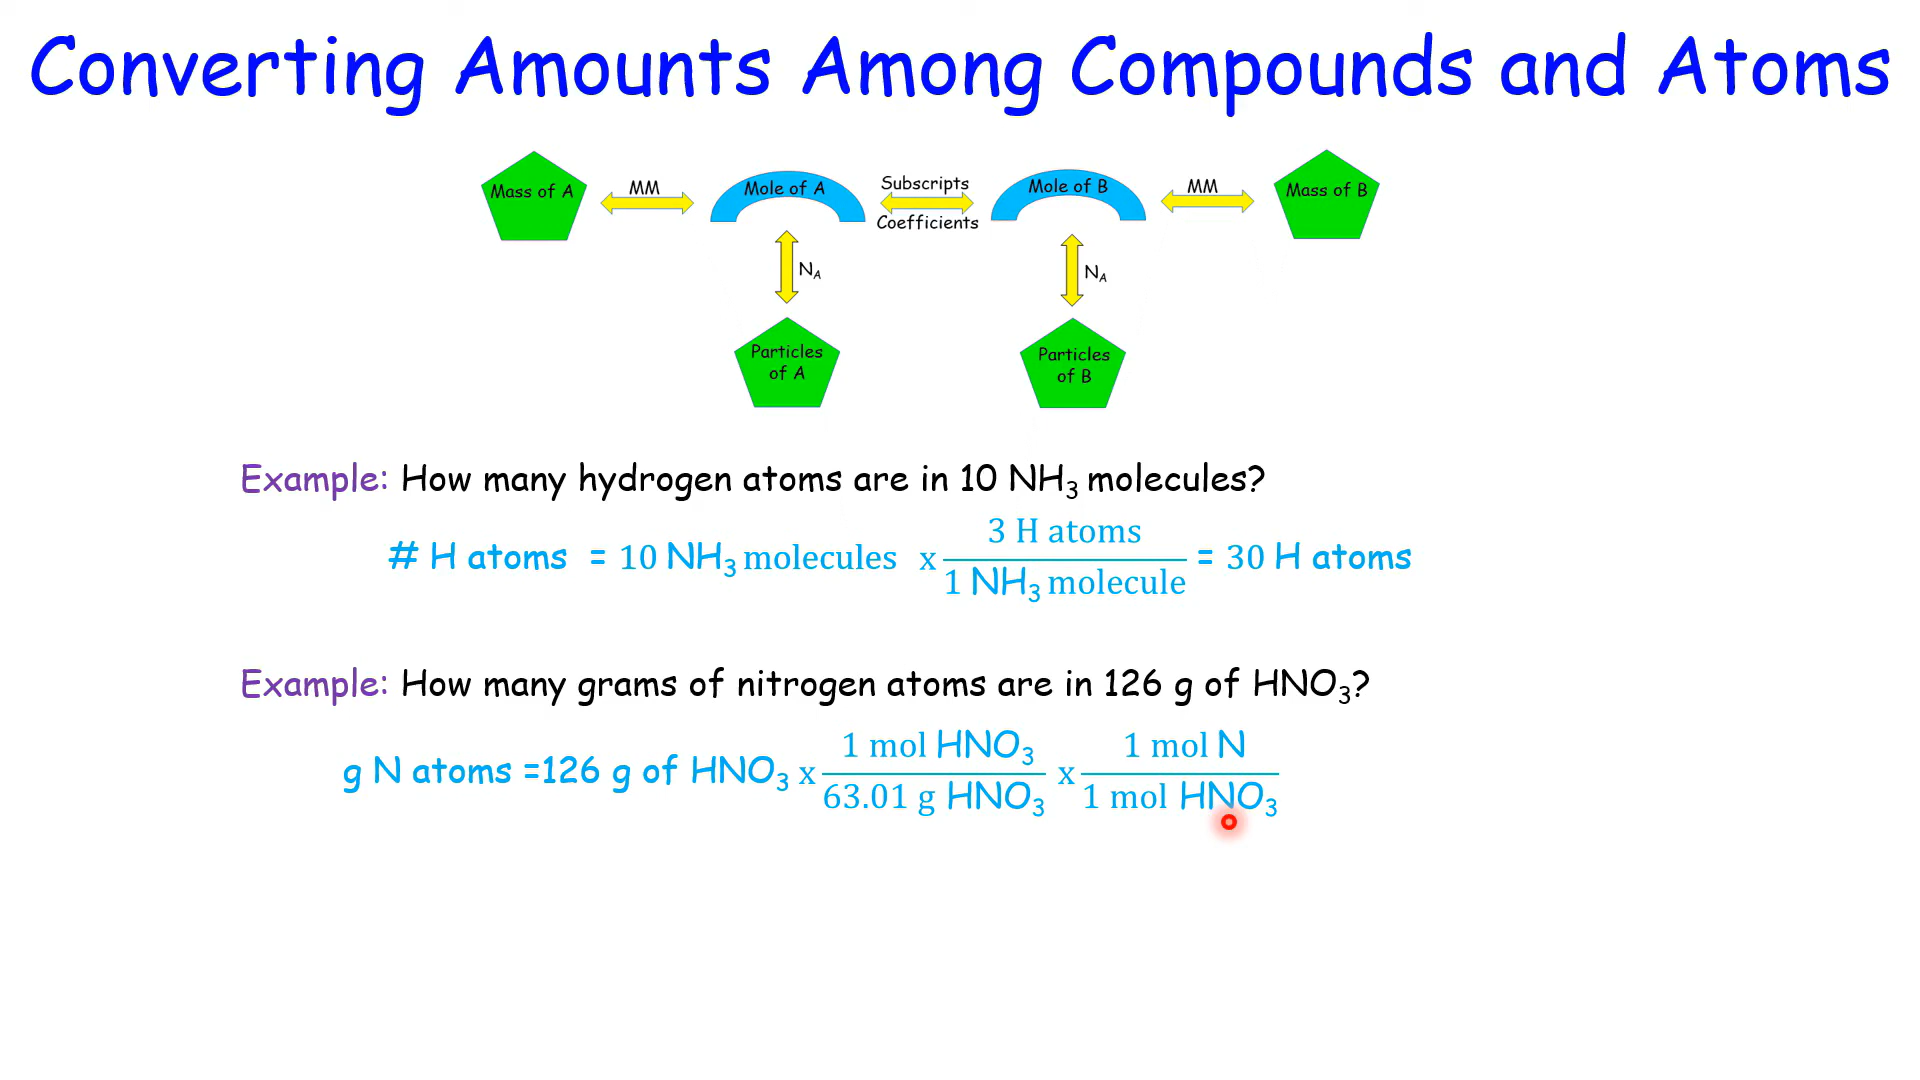 Converting Amounts Among Compounds and Atoms
Mass of A
MM
Mole of A
Subscripts
Coefficients
Mole of B
MM
Mass of B
N_A
N_A
Particles
of A
Particles
of B
Example: How many hydrogen atoms are in 10 NH₃ molecules?
# H atoms = 10 NH₃ molecules x 3 H atoms / 1 NH₃ molecule = 30 H atoms
Example: How many grams of nitrogen atoms are in 126 g of HNO₃?
g N atoms =126 g of HNO₃ x 1 mol HNO₃ / 63.01 g HNO₃ x 1 mol N / 1 mol HNO₃